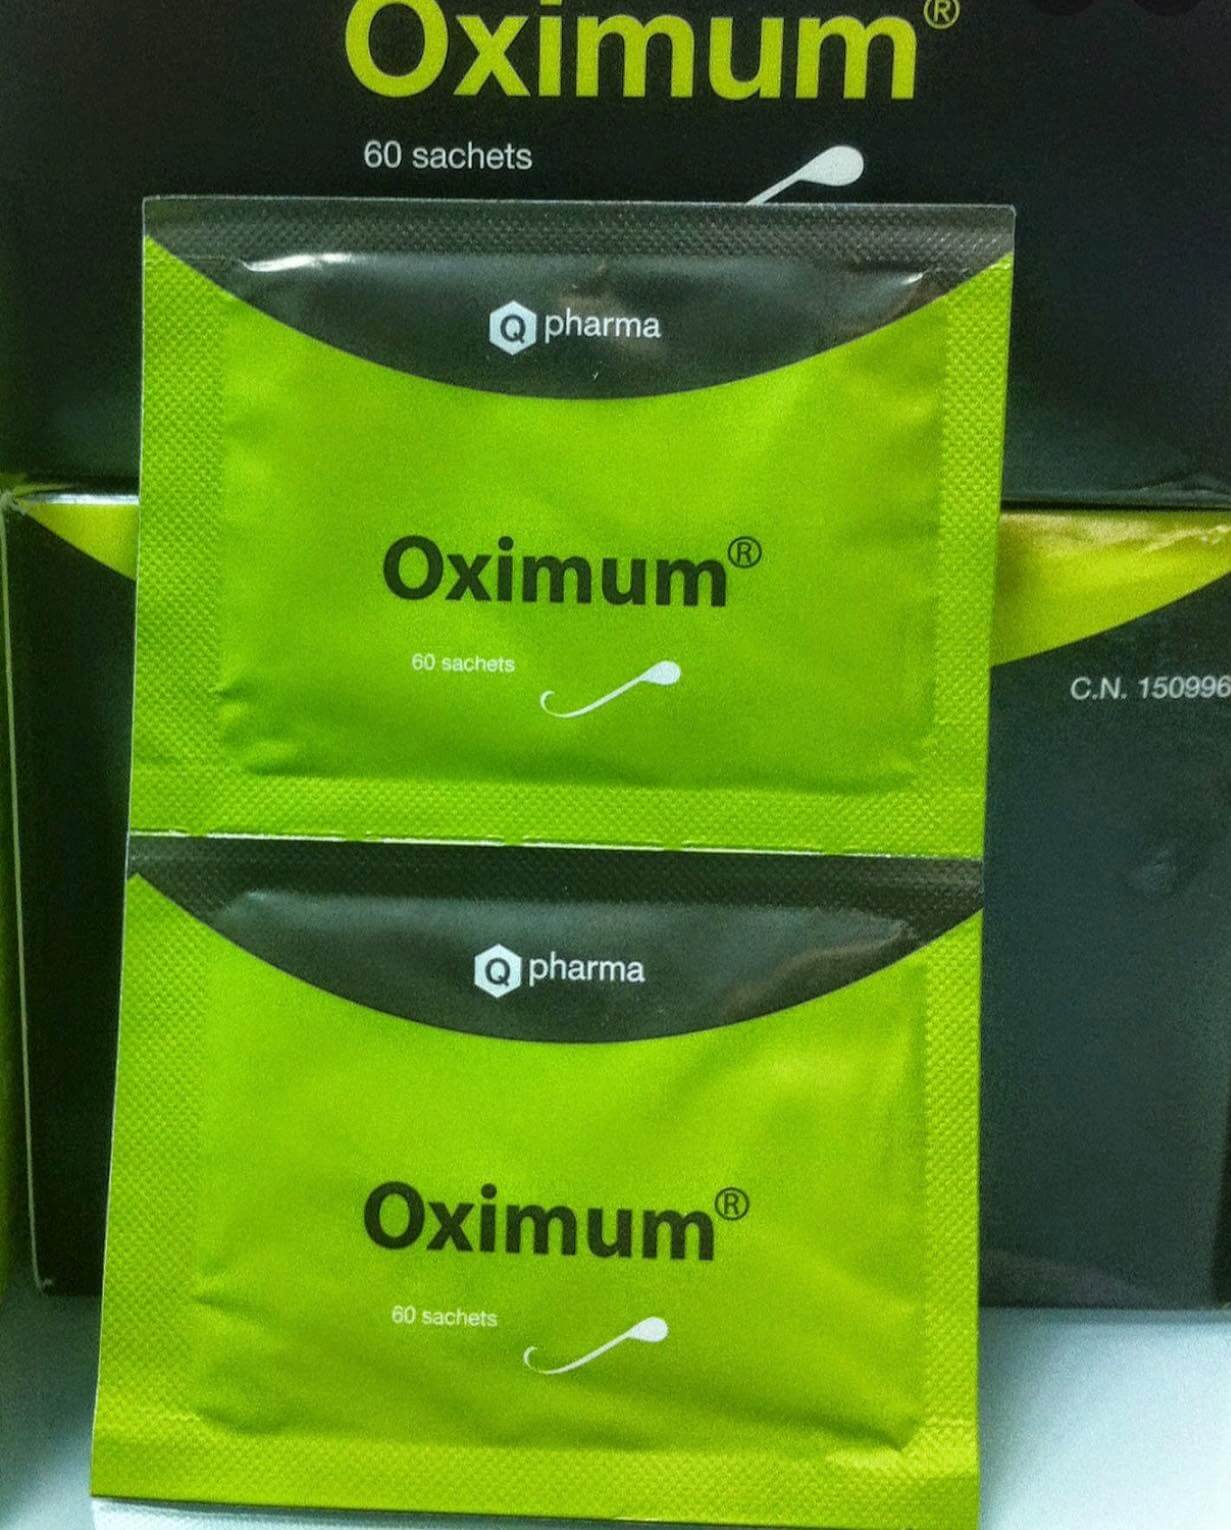 Oximum®
60 sachets
Q pharma
Oximum®
60 sachets
C.N. 150996
Q pharma
Oximum®
60 sachets